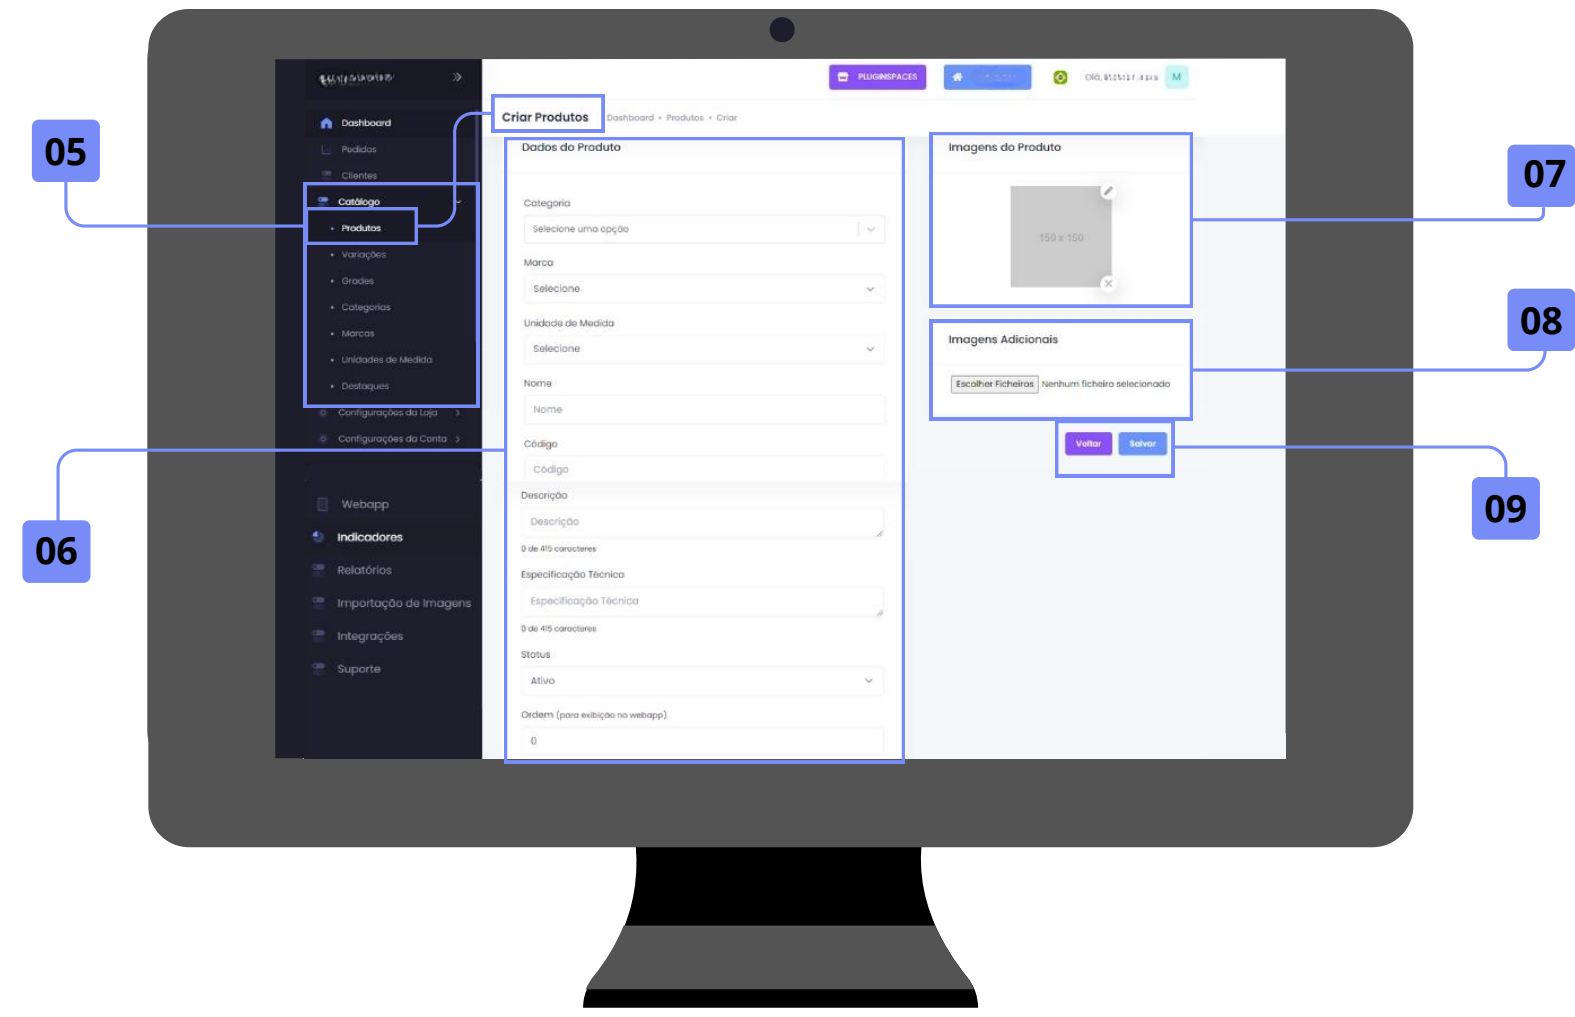 PLUGINSPACES
Olá,
M
Criar Produtos
Dashboard • Produtos • Criar
05
Dashboard
Pedidos
Clientes
Catálogo
• Produtos
• Variações
• Grades
• Categorias
• Marcas
• Unidades de Medida
• Destaques
Configurações da Loja
Configurações da Conta
Webapp
Indicadores
Relatórios
Importação de Imagens
Integrações
Suporte
06
Dados do Produto
Categoria
Selecione uma opção
Marca
Selecione
Unidade de Medida
Selecione
Nome
Nome
Código
Código
Descrição
Descrição
0 de 415 caracteres
Especificação Técnica
Especificação Técnica
0 de 415 caracteres
Status
Ativo
Ordem (para exibição no webapp)
0
Imagens do Produto
150 x 150
07
Imagens Adicionais
Escolher Ficheiros Nenhum ficheiro selecionado
08
Voltar Salvar
09